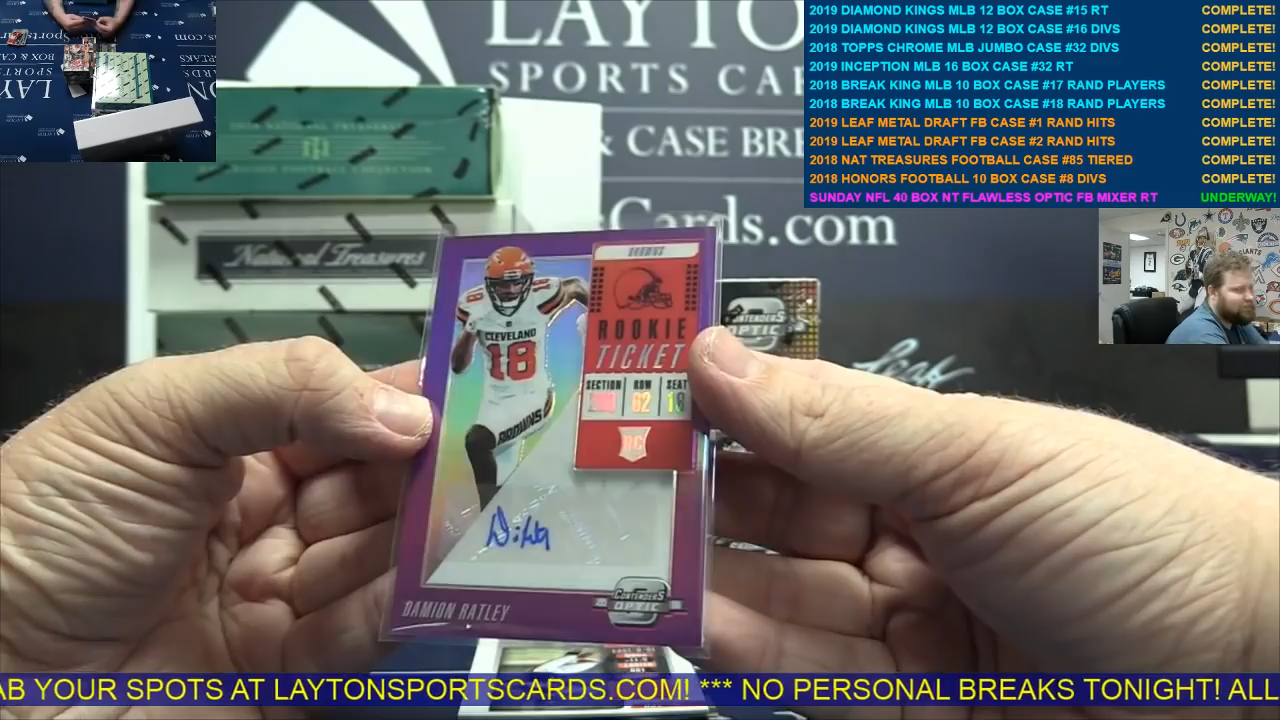 2019 DIAMOND KINGS MLB 12 BOX CASE #15 RT COMPLETE!
2019 DIAMOND KINGS MLB 12 BOX CASE #16 DIVS COMPLETE!
2018 TOPPS CHROME MLB JUMBO CASE #32 DIVS COMPLETE!
2019 INCEPTION MLB 16 BOX CASE #32 RT COMPLETE!
2018 BREAK KING MLB 10 BOX CASE #17 RAND PLAYERS COMPLETE!
2018 BREAK KING MLB 10 BOX CASE #18 RAND PLAYERS COMPLETE!
2019 LEAF METAL DRAFT FB CASE #1 RAND HITS COMPLETE!
2019 LEAF METAL DRAFT FB CASE #2 RAND HITS COMPLETE!
2018 NAT TREASURES FOOTBALL CASE #85 TIERED COMPLETE!
2018 HONORS FOOTBALL 10 BOX CASE #8 DIVS COMPLETE!
SUNDAY NFL 40 BOX NT FLAWLESS OPTIC FB MIXER RT UNDERWAY!
LAYTO
SPORTS CA
& CASE BRE
Cards.com
National Treasures
Leaf
CONTENDERS
OPTIC
BROWNS
ROOKIE
TICKET
SECTION ROW SEAT
62 18
RC
18
CLEVELAND
18
BROWNS
DAMION RATLEY
CONTENDERS
OPTIC
AB YOUR SPOTS AT LAYTONSPORTSCARDS.COM! *** NO PERSONAL BREAKS TONIGHT! ALL